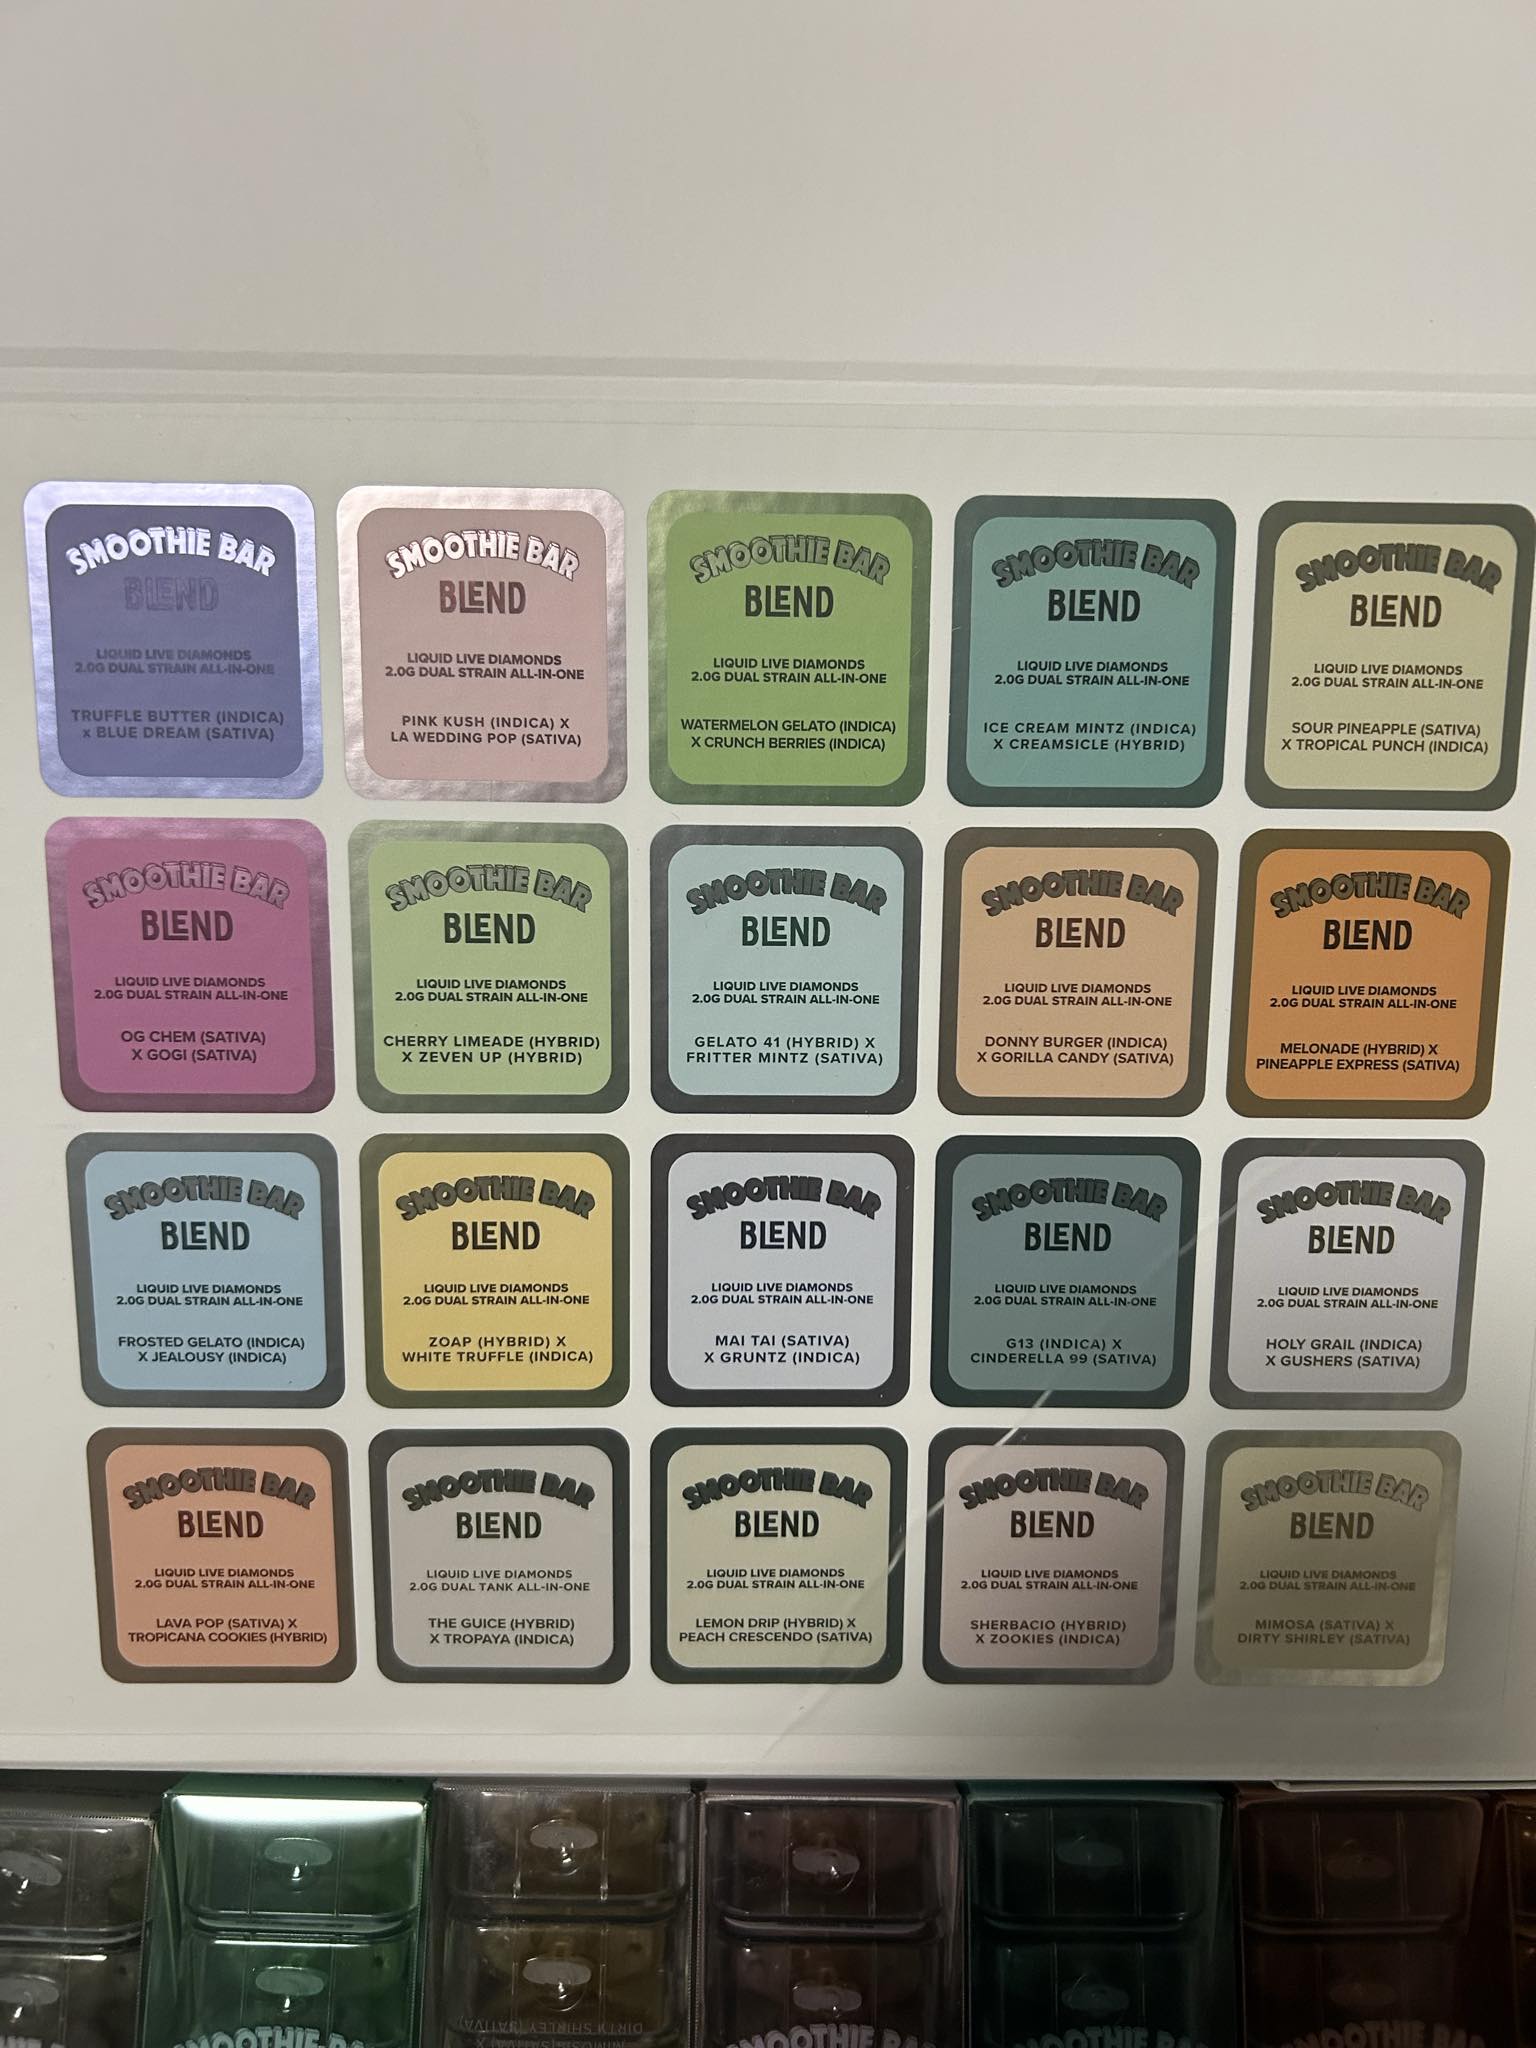 SMOOTHIE BAR
BLEND
LIQUID LIVE DIAMONDS
2.0G DUAL STRAIN ALL-IN-ONE
TRUFFLE BUTTER (INDICA)
x BLUE DREAM (SATIVA)
SMOOTHIE BAR
BLEND
LIQUID LIVE DIAMONDS
2.0G DUAL STRAIN ALL-IN-ONE
PINK KUSH (INDICA) X
LA WEDDING POP (SATIVA)
SMOOTHIE BAR
BLEND
LIQUID LIVE DIAMONDS
2.0G DUAL STRAIN ALL-IN-ONE
WATERMELON GELATO (INDICA)
X CRUNCH BERRIES (INDICA)
SMOOTHIE BAR
BLEND
LIQUID LIVE DIAMONDS
2.0G DUAL STRAIN ALL-IN-ONE
ICE CREAM MINTZ (INDICA)
X CREAMSICLE (HYBRID)
SMOOTHIE BAR
BLEND
LIQUID LIVE DIAMONDS
2.0G DUAL STRAIN ALL-IN-ONE
SOUR PINEAPPLE (SATIVA)
X TROPICAL PUNCH (INDICA)
SMOOTHIE BAR
BLEND
LIQUID LIVE DIAMONDS
2.0G DUAL STRAIN ALL-IN-ONE
OG CHEM (SATIVA)
X GOGI (SATIVA)
SMOOTHIE BAR
BLEND
LIQUID LIVE DIAMONDS
2.0G DUAL STRAIN ALL-IN-ONE
CHERRY LIMEADE (HYBRID)
X ZEVEN UP (HYBRID)
SMOOTHIE BAR
BLEND
LIQUID LIVE DIAMONDS
2.0G DUAL STRAIN ALL-IN-ONE
GELATO 41 (HYBRID) X
FRITTER MINTZ (SATIVA)
SMOOTHIE BAR
BLEND
LIQUID LIVE DIAMONDS
2.0G DUAL STRAIN ALL-IN-ONE
DONNY BURGER (INDICA)
X GORILLA CANDY (SATIVA)
SMOOTHIE BAR
BLEND
LIQUID LIVE DIAMONDS
2.0G DUAL STRAIN ALL-IN-ONE
MELONADE (HYBRID) X
PINEAPPLE EXPRESS (SATIVA)
SMOOTHIE BAR
BLEND
LIQUID LIVE DIAMONDS
2.0G DUAL STRAIN ALL-IN-ONE
FROSTED GELATO (INDICA)
X JEALOUSY (INDICA)
SMOOTHIE BAR
BLEND
LIQUID LIVE DIAMONDS
2.0G DUAL STRAIN ALL-IN-ONE
ZOAP (HYBRID) X
WHITE TRUFFLE (INDICA)
SMOOTHIE BAR
BLEND
LIQUID LIVE DIAMONDS
2.0G DUAL STRAIN ALL-IN-ONE
MAI TAI (SATIVA)
X GRUNTZ (INDICA)
SMOOTHIE BAR
BLEND
LIQUID LIVE DIAMONDS
2.0G DUAL STRAIN ALL-IN-ONE
G13 (INDICA) X
CINDERELLA 99 (SATIVA)
SMOOTHIE BAR
BLEND
LIQUID LIVE DIAMONDS
2.0G DUAL STRAIN ALL-IN-ONE
HOLY GRAIL (INDICA)
X GUSHERS (SATIVA)
SMOOTHIE BAR
BLEND
LIQUID LIVE DIAMONDS
2.0G DUAL STRAIN ALL-IN-ONE
LAVA POP (SATIVA) X
TROPICANA COOKIES (HYBRID)
SMOOTHIE BAR
BLEND
LIQUID LIVE DIAMONDS
2.0G DUAL TANK ALL-IN-ONE
THE GUICE (HYBRID)
X TROPAYA (INDICA)
SMOOTHIE BAR
BLEND
LIQUID LIVE DIAMONDS
2.0G DUAL STRAIN ALL-IN-ONE
LEMON DRIP (HYBRID) X
PEACH CRESCENDO (SATIVA)
SMOOTHIE BAR
BLEND
LIQUID LIVE DIAMONDS
2.0G DUAL STRAIN ALL-IN-ONE
SHERBACIO (HYBRID)
X ZOOKIES (INDICA)
SMOOTHIE BAR
BLEND
LIQUID LIVE DIAMONDS
2.0G DUAL STRAIN ALL-IN-ONE
MIMOSA (SATIVA) X
DIRTY SHIRLEY (SATIVA)
DIRTY SHIRLEY (SATIVA)
MIMOSA (SATIVA) X
SMOOTHIE BAR
SMOOTHIE BAR
SMOOTHIE BAR